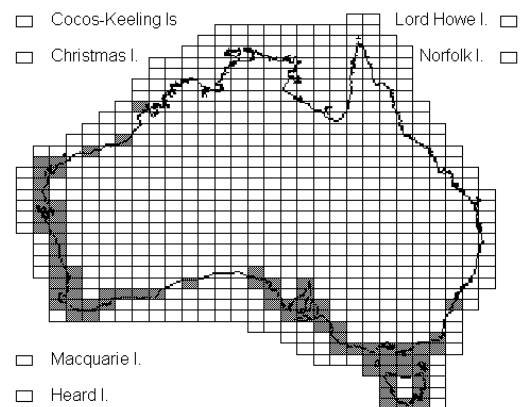 Cocos-Keeling Is
Lord Howe I.
Christmas I.
Norfolk I.
Macquarie I.
Heard I.